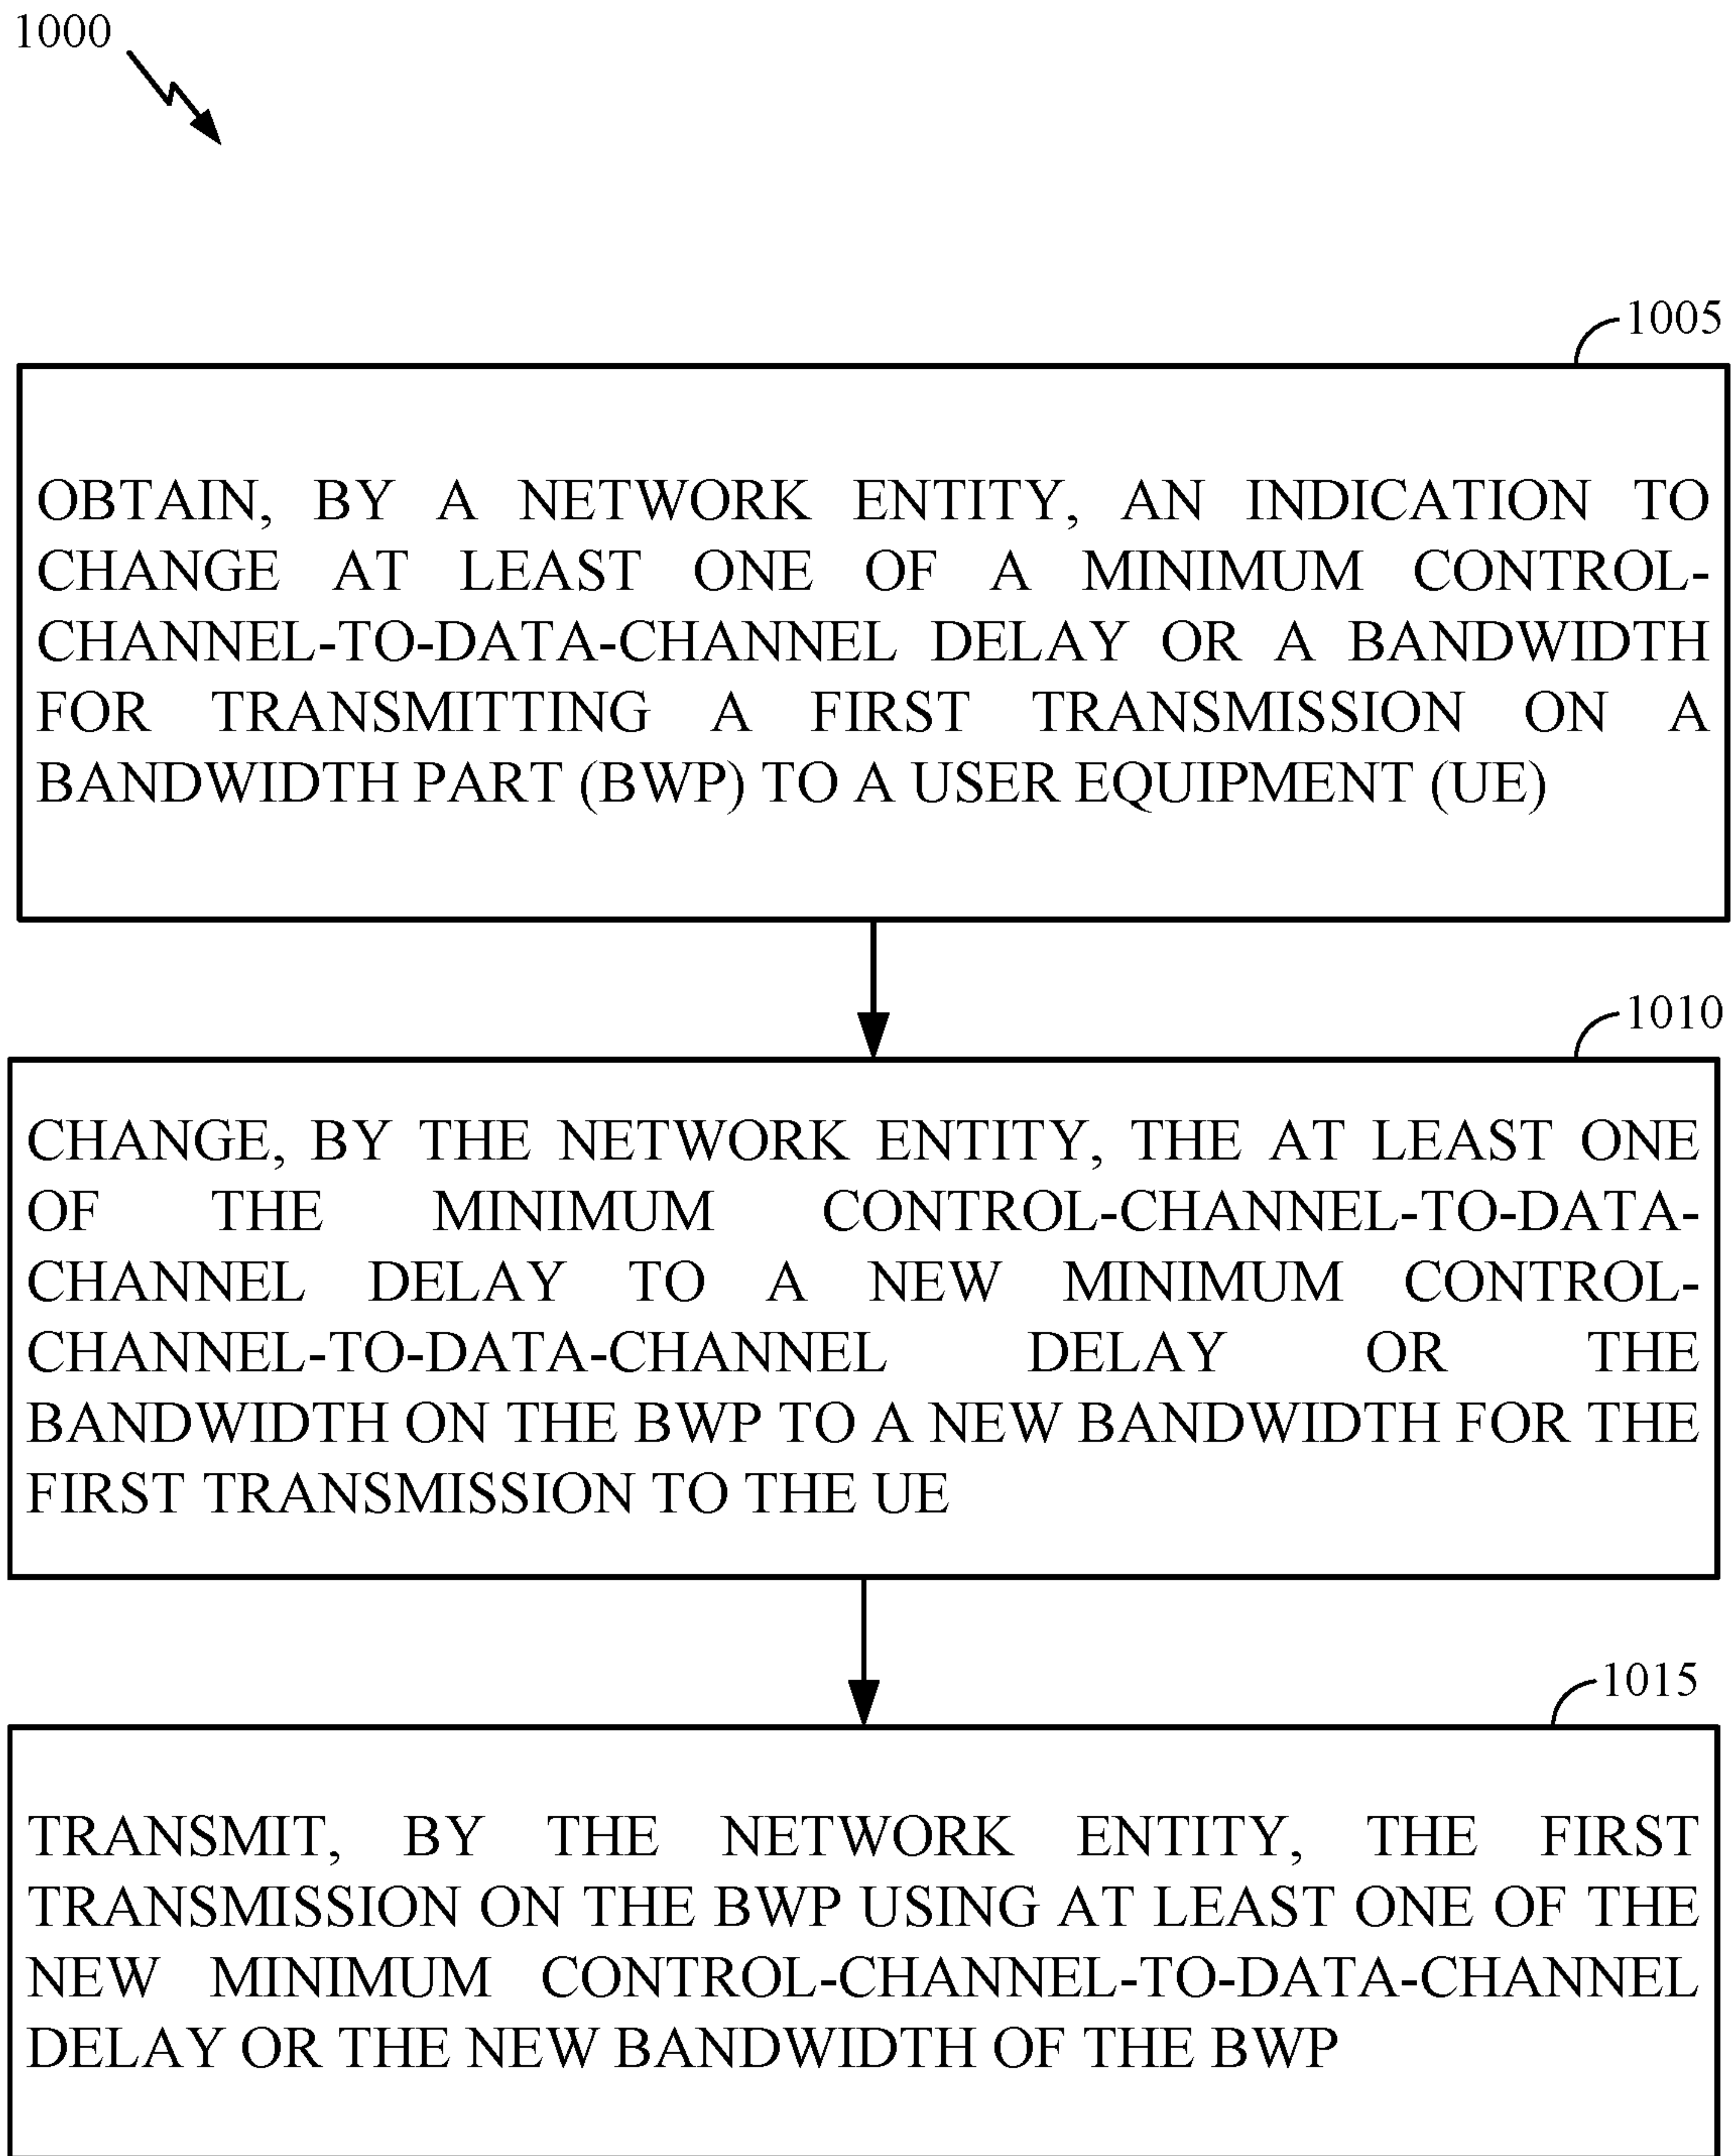 1000
1005
OBTAIN, BY A NETWORK ENTITY, AN INDICATION TO
CHANGE AT LEAST ONE OF A MINIMUM CONTROL-
CHANNEL-TO-DATA-CHANNEL DELAY OR A BANDWIDTH
FOR TRANSMITTING A FIRST TRANSMISSION ON A
BANDWIDTH PART (BWP) TO A USER EQUIPMENT (UE)
1010
CHANGE, BY THE NETWORK ENTITY, THE AT LEAST ONE
OF THE MINIMUM CONTROL-CHANNEL-TO-DATA-
CHANNEL DELAY TO A NEW MINIMUM CONTROL-
CHANNEL-TO-DATA-CHANNEL DELAY OR THE
BANDWIDTH ON THE BWP TO A NEW BANDWIDTH FOR THE
FIRST TRANSMISSION TO THE UE
1015
TRANSMIT, BY THE NETWORK ENTITY, THE FIRST
TRANSMISSION ON THE BWP USING AT LEAST ONE OF THE
NEW MINIMUM CONTROL-CHANNEL-TO-DATA-CHANNEL
DELAY OR THE NEW BANDWIDTH OF THE BWP